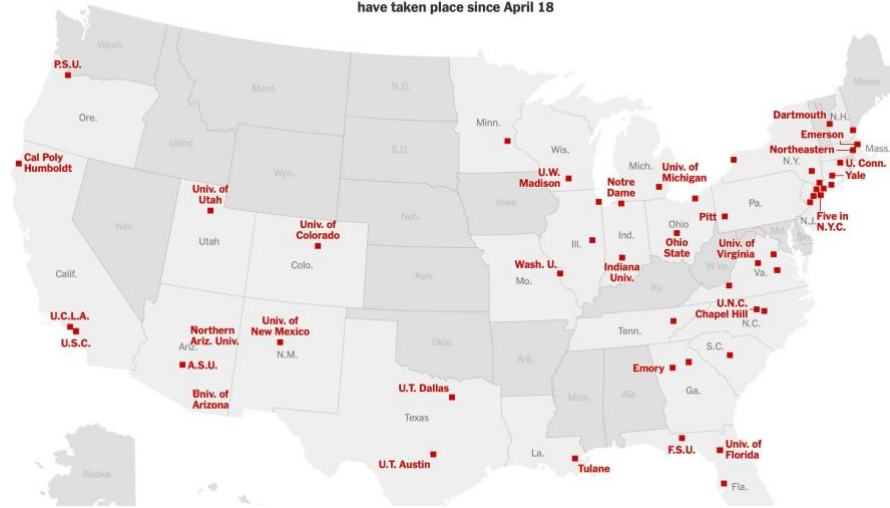 have taken place since April 18
Wash.
Mont.
N.D.
Minn.
Maine
P.S.U.
Ore.
Idaho
S.D.
Wis.
Mich.
Dartmouth
N.H.
Emerson
Northeastern
Mass.
N.Y.
U. Conn.
Yale
Cal Poly
Humboldt
Wyo.
U.W.
Madison
Notre
Dame
Univ. of
Michigan
Iowa
Pa.
Pitt
N.J.
Five in
N.Y.C.
Univ. of
Utah
Nev.
Utah
Univ. of
Colorado
Colo.
Neb.
Ill.
Ind.
Ohio
Ohio
State
Md.
W.Va.
Univ. of
Virginia
Va.
Calif.
Kan.
Wash. U.
Mo.
Indiana
Univ.
Ky.
U.C.L.A.
U.S.C.
Northern
Ariz. Univ.
Ariz.
A.S.U.
Univ. of
Arizona
Univ. of
New Mexico
N.M.
Okla.
Ark.
Tenn.
U.N.C.
Chapel Hill
N.C.
S.C.
Emory
Ga.
Miss.
Ala.
U.T. Dallas
Texas
U.T. Austin
La.
Tulane
F.S.U.
Univ. of
Florida
Fla.
Alaska